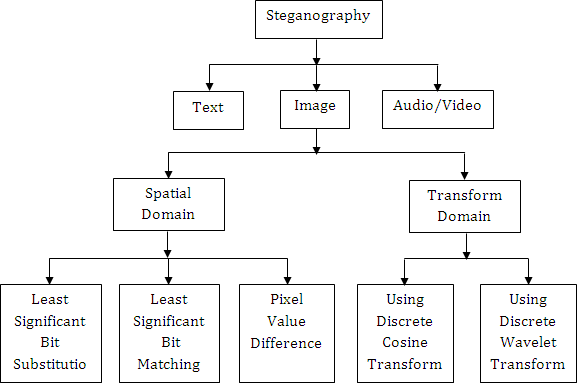 Steganography
Text
Image
Audio/Video
Spatial
Domain
Transform
Domain
Least
Significant
Bit
Substitutio
Least
Significant
Bit
Matching
Pixel
Value
Difference
Using
Discrete
Cosine
Transform
Using
Discrete
Wavelet
Transform